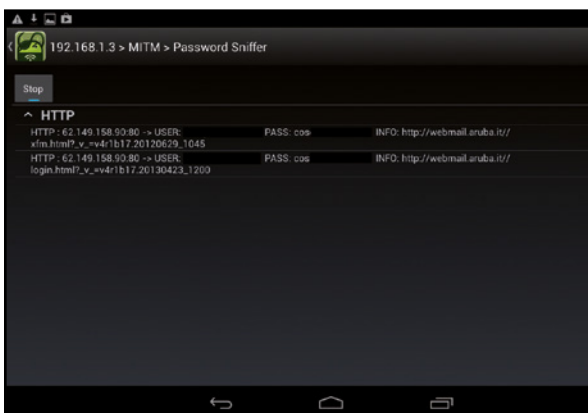 192.168.1.3 > MITM > Password Sniffer
Stop
HTTP
HTTP : 62.149.158.90:80 -> USER: PASS: cos INFO: http://webmail.aruba.it//
xfm.html?_v_=v4r1b17.20120629_1045
HTTP : 62.149.158.90:80 -> USER: PASS: cos INFO: http://webmail.aruba.it//
login.html?_v_=v4r1b17.20130423_1200